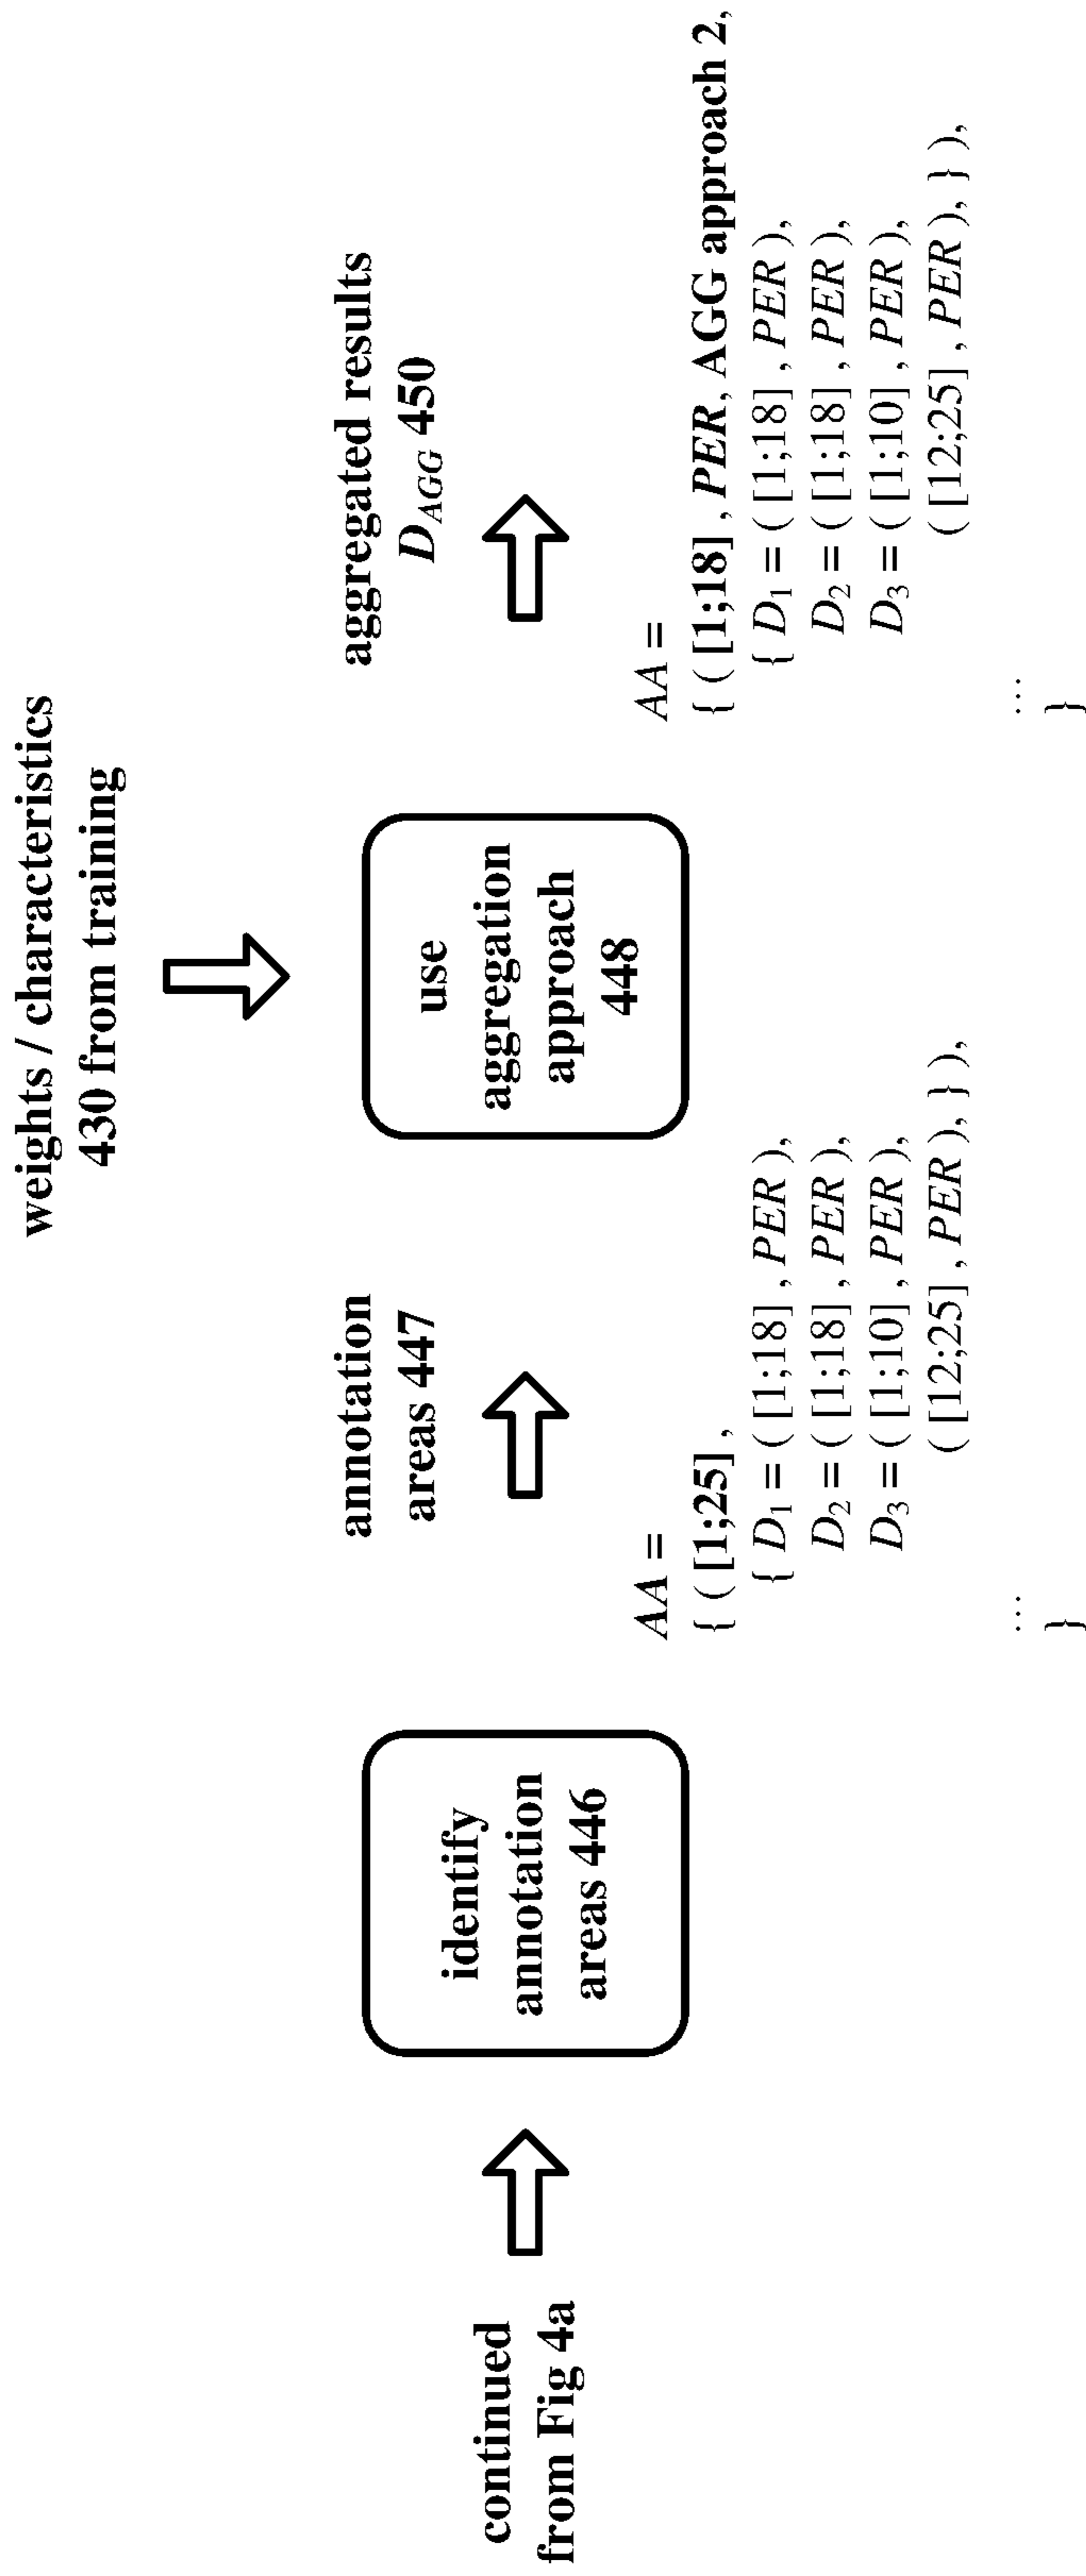 weights / characteristics
430 from training
continued
from Fig 4a
identify
annotation
areas 446
annotation
areas 447
use
aggregation
approach
448
aggregated results
D_AGG 450
AA =
{ ( [1;25] ,
{ D₁ = ( [1;18] , PER ),
D₂ = ( [1;18] , PER ),
D₃ = ( [1;10] , PER ),
( [12;25] , PER ), } ),
...
}
AA =
{ ( [1;18] , PER, AGG approach 2,
{ D₁ = ( [1;18] , PER ),
D₂ = ( [1;18] , PER ),
D₃ = ( [1;10] , PER ),
( [12;25] , PER ), } ),
...
}